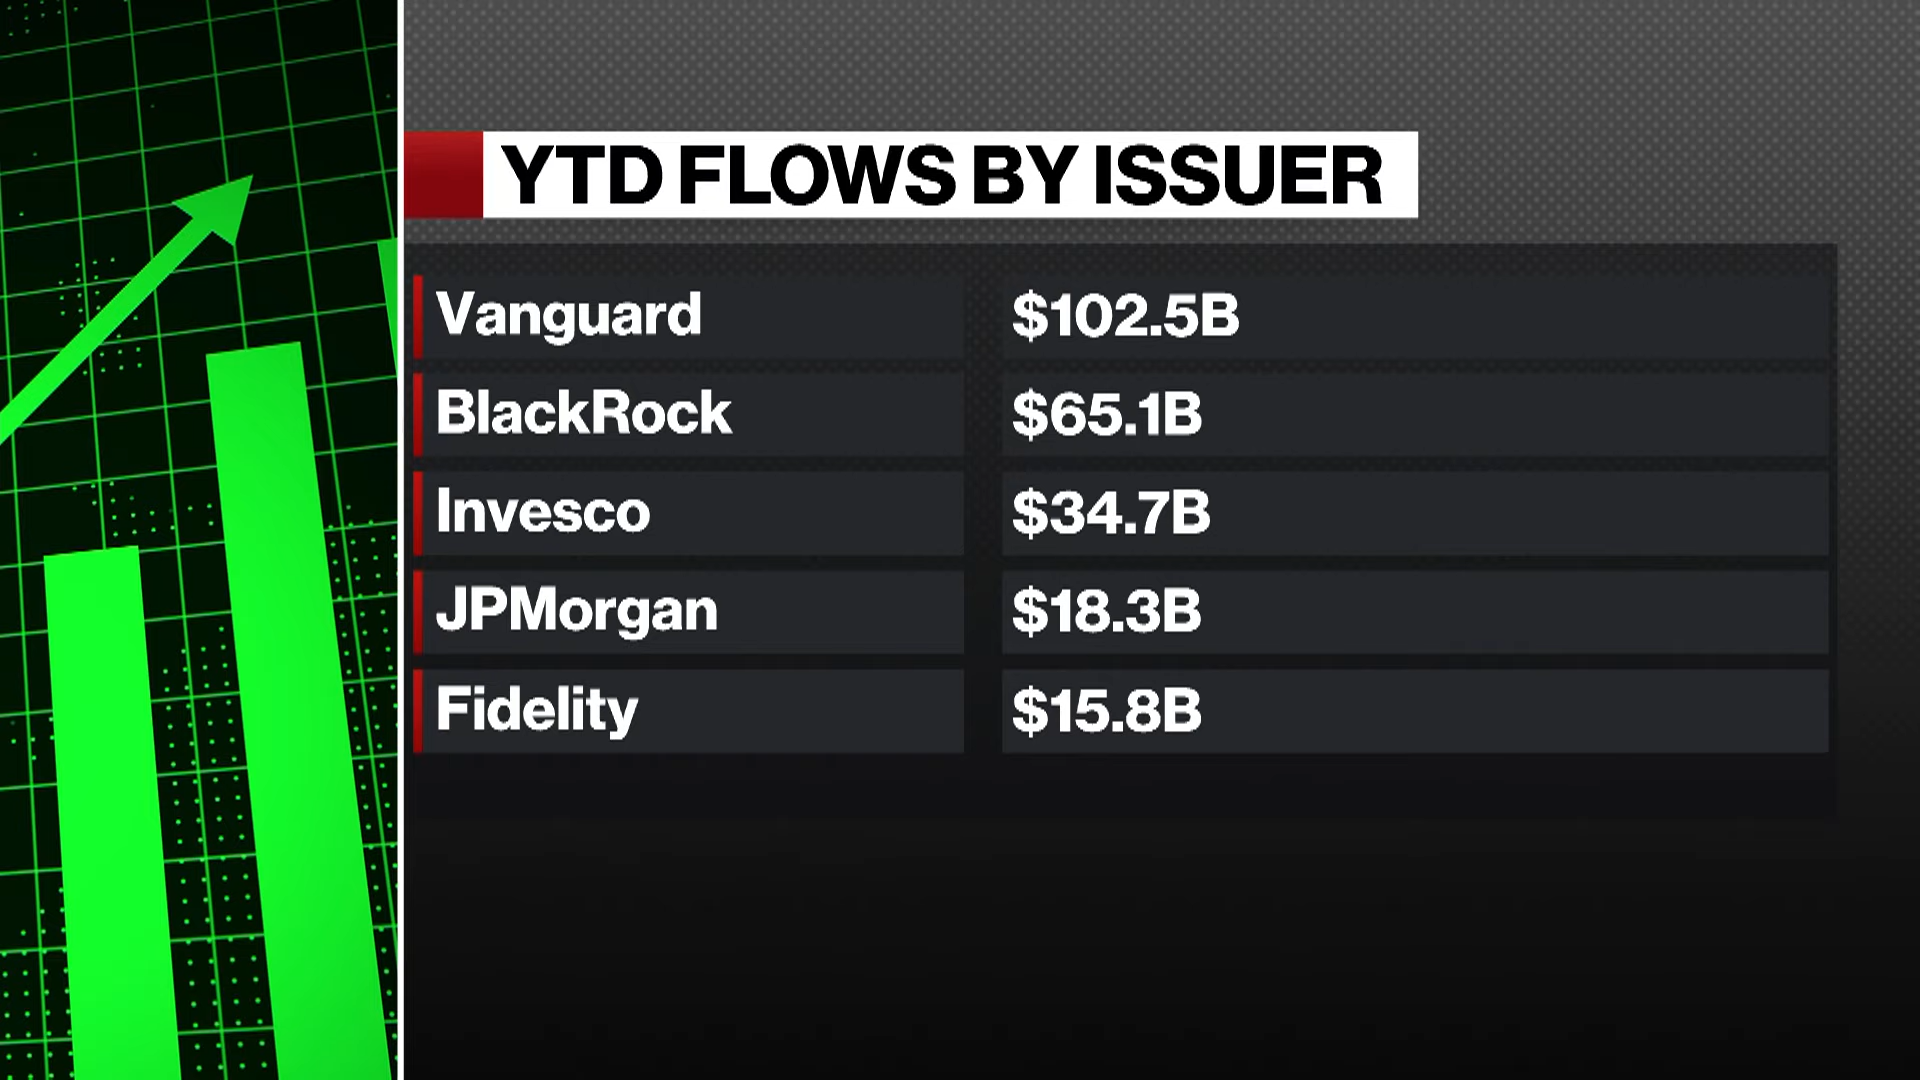 YTD FLOWS BY ISSUER
Vanguard $102.5B
BlackRock $65.1B
Invesco $34.7B
JPMorgan $18.3B
Fidelity $15.8B